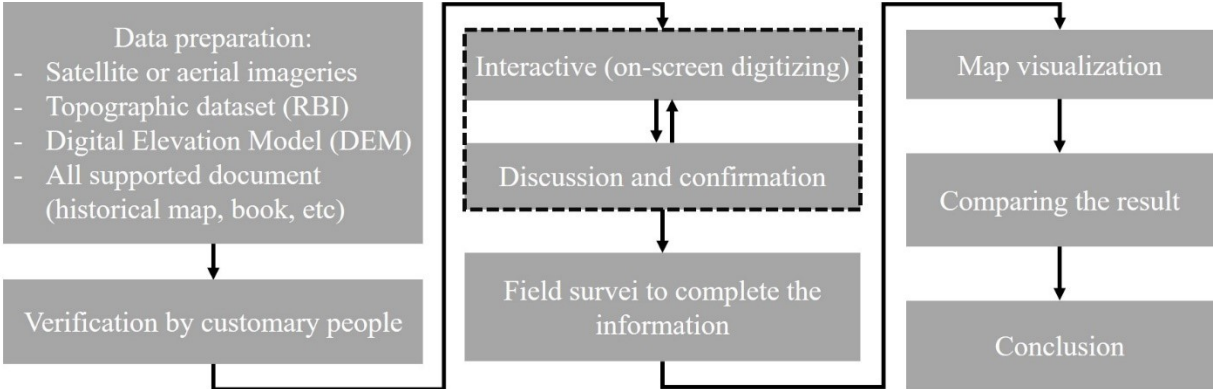 Data preparation:
- Satellite or aerial imageries
- Topographic dataset (RBI)
- Digital Elevation Model (DEM)
- All supported document
(historical map, book, etc)
Verification by customary people
Interactive (on-screen digitizing)
Discussion and confirmation
Field survei to complete the
information
Map visualization
Comparing the result
Conclusion